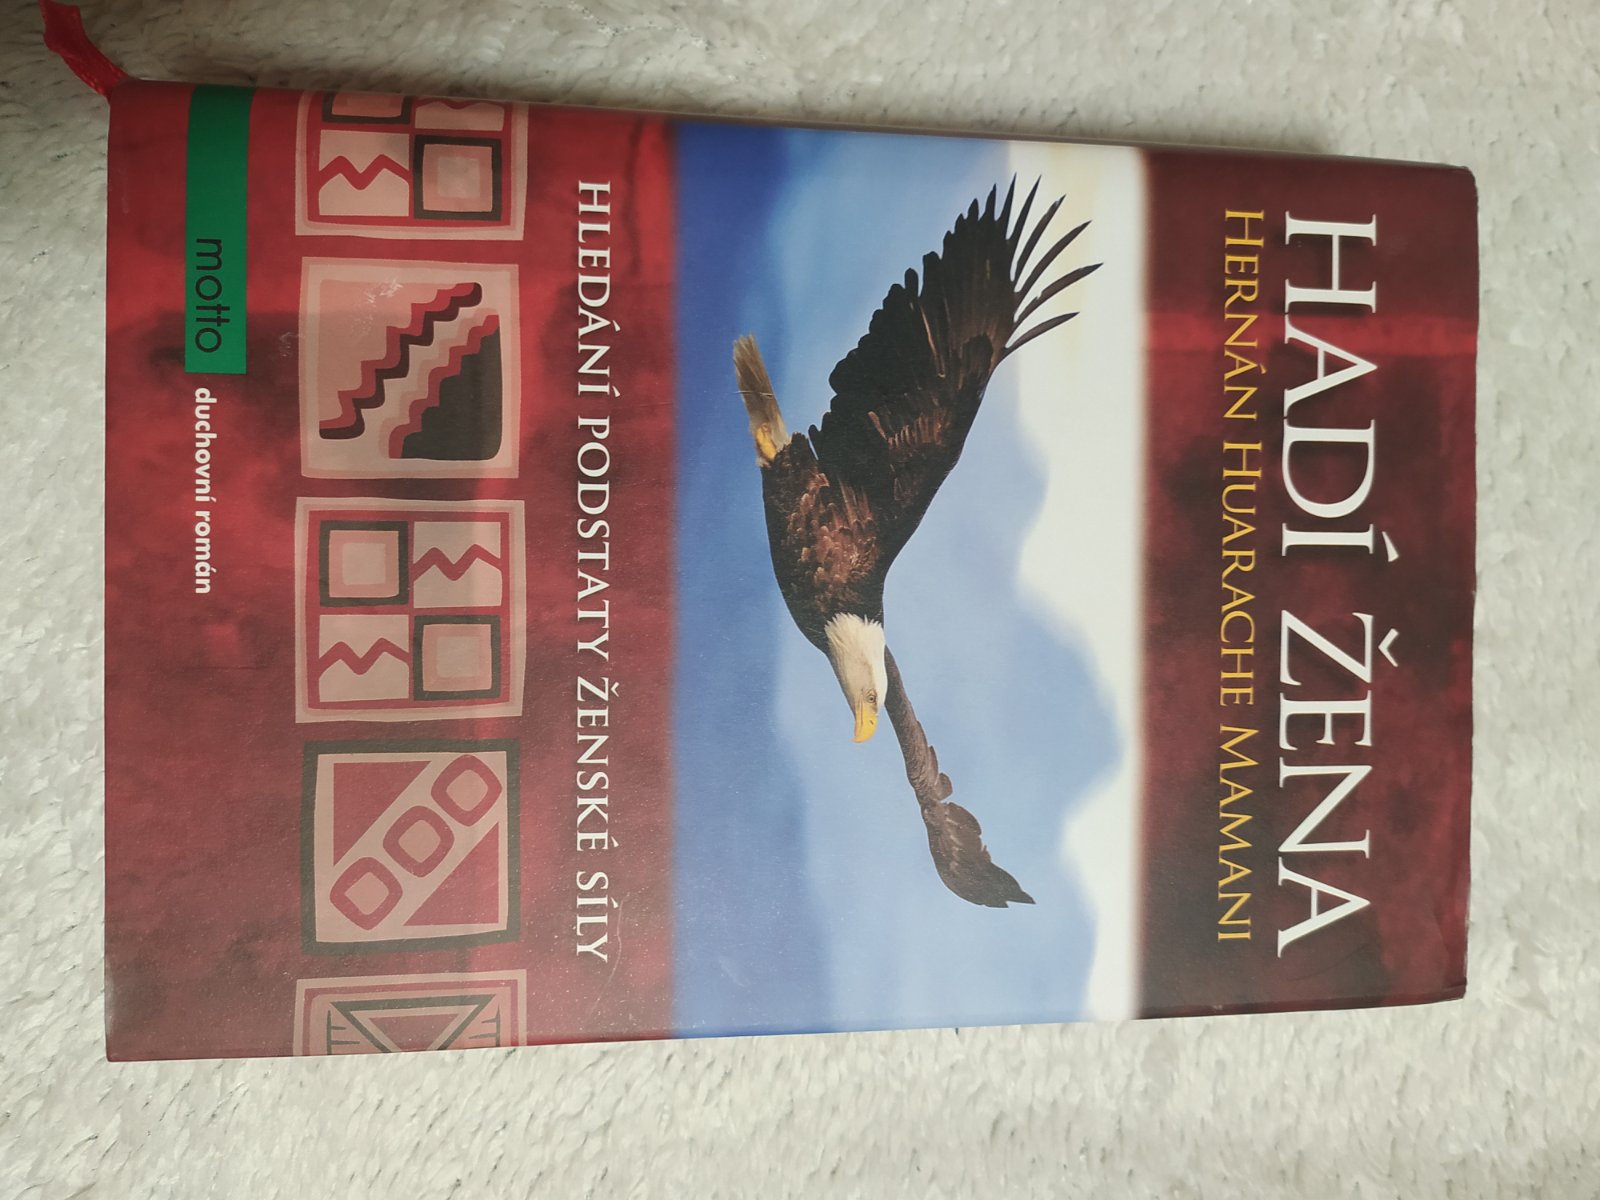 HADÍ ŽENA
HERNÁN HUARACHE MAMANI
HLEDÁNÍ PODSTATY ŽENSKÉ SÍLY
motto duchovní román